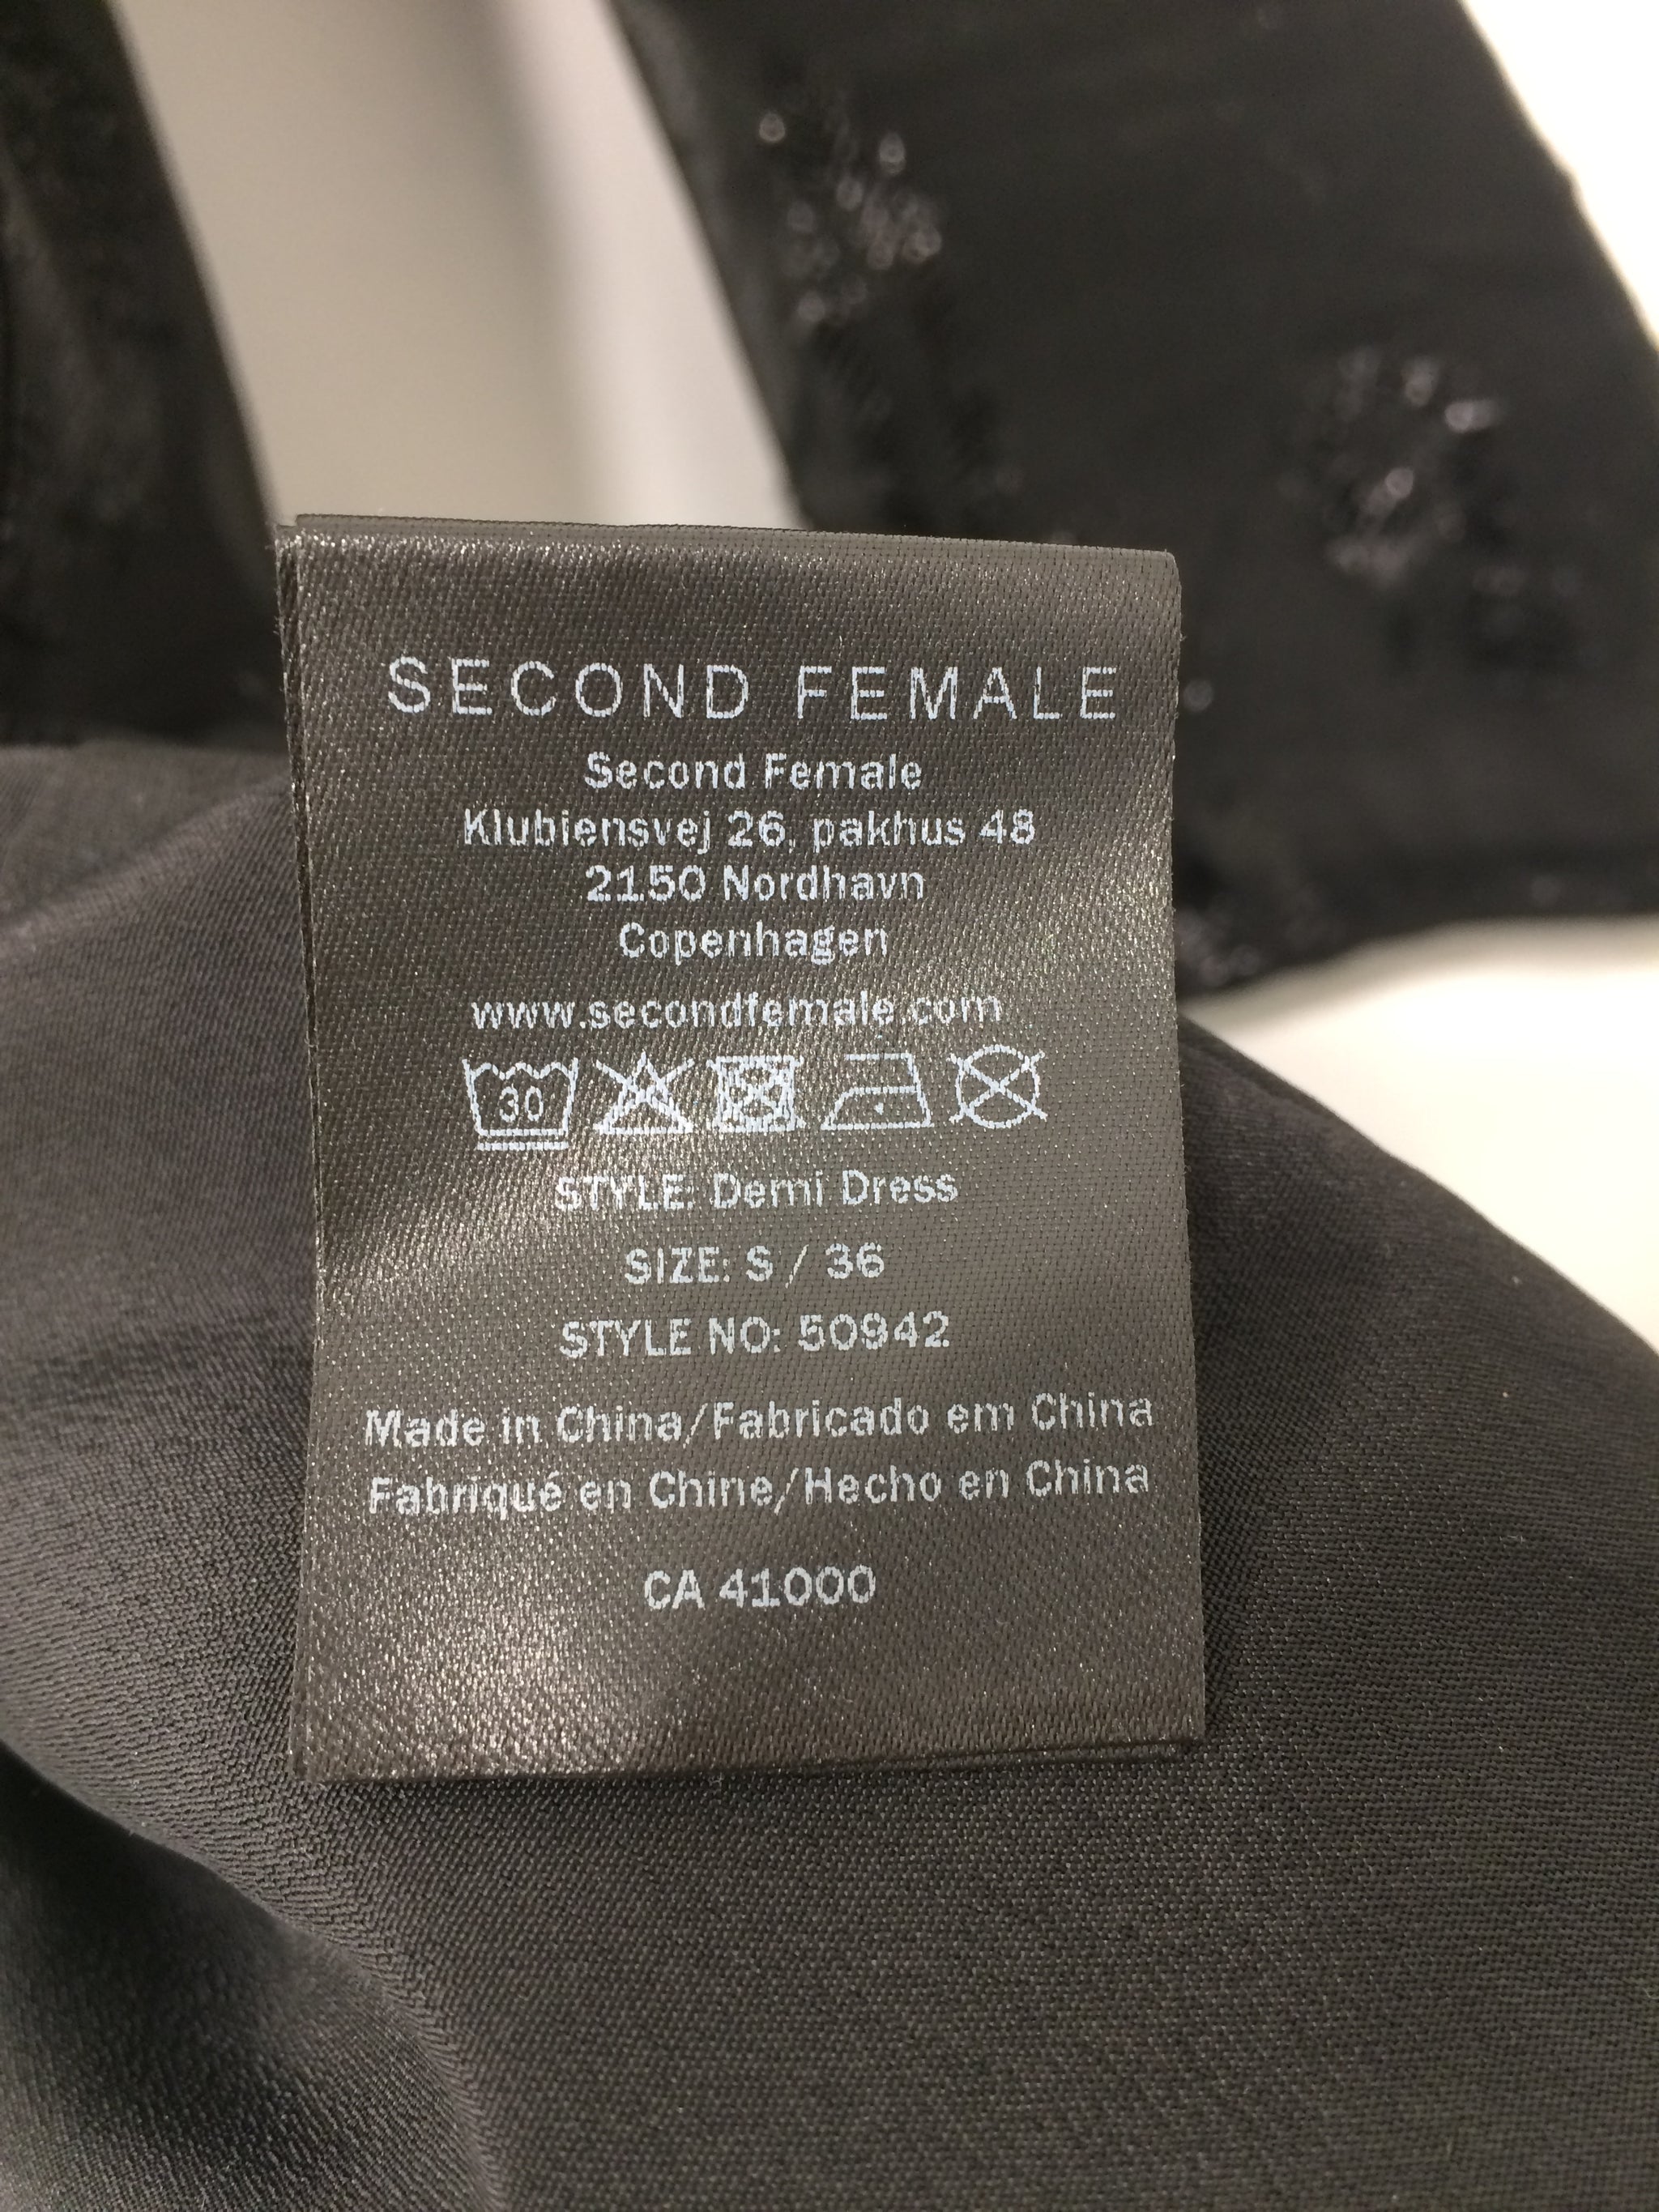 SECOND FEMALE
Second Female
Klubiensvej 26, pakhus 48
2150 Nordhavn
Copenhagen
www.secondfemale.com
30
STYLE: Demi Dress
SIZE: S / 36
STYLE NO: 50942
Made in China/Fabricado em China
Fabriqué en Chine/Hecho en China
CA 41000